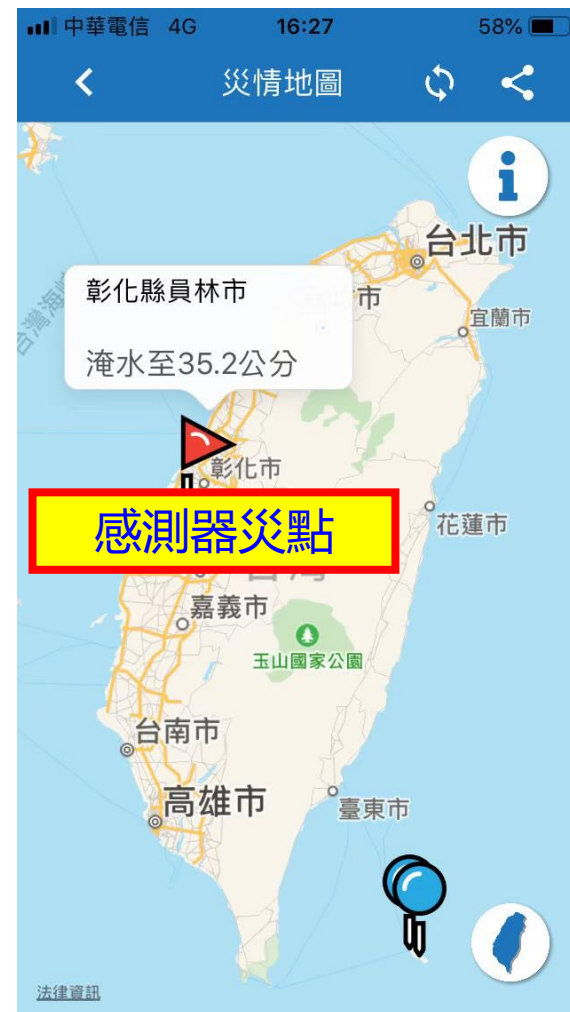 中華電信 4G 16:27 58%
災情地圖
台北市
彰化縣員林市
市
宜蘭市
淹水至35.2公分
彰化市
感測器災點
花蓮市
嘉義市
玉山國家公園
台南市
高雄市
臺東市
法律資訊